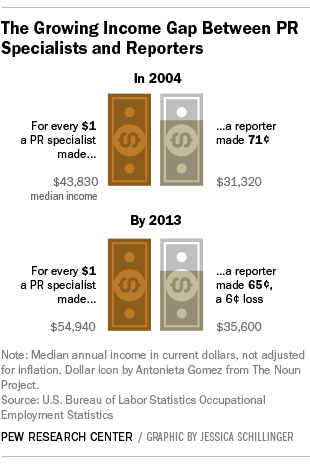 The Growing Income Gap Between PR
Specialists and Reporters
In 2004
For every $1
a PR specialist
made...
$43,830
median income
...a reporter
made 71¢
$31,320
By 2013
For every $1
a PR specialist
made...
$54,940
...a reporter
made 65¢,
a 6¢ loss
$35,600
Note: Median annual income in current dollars, not adjusted
for inflation. Dollar icon by Antonieta Gomez from The Noun
Project.
Source: U.S. Bureau of Labor Statistics Occupational
Employment Statistics
PEW RESEARCH CENTER / GRAPHIC BY JESSICA SCHILLINGER